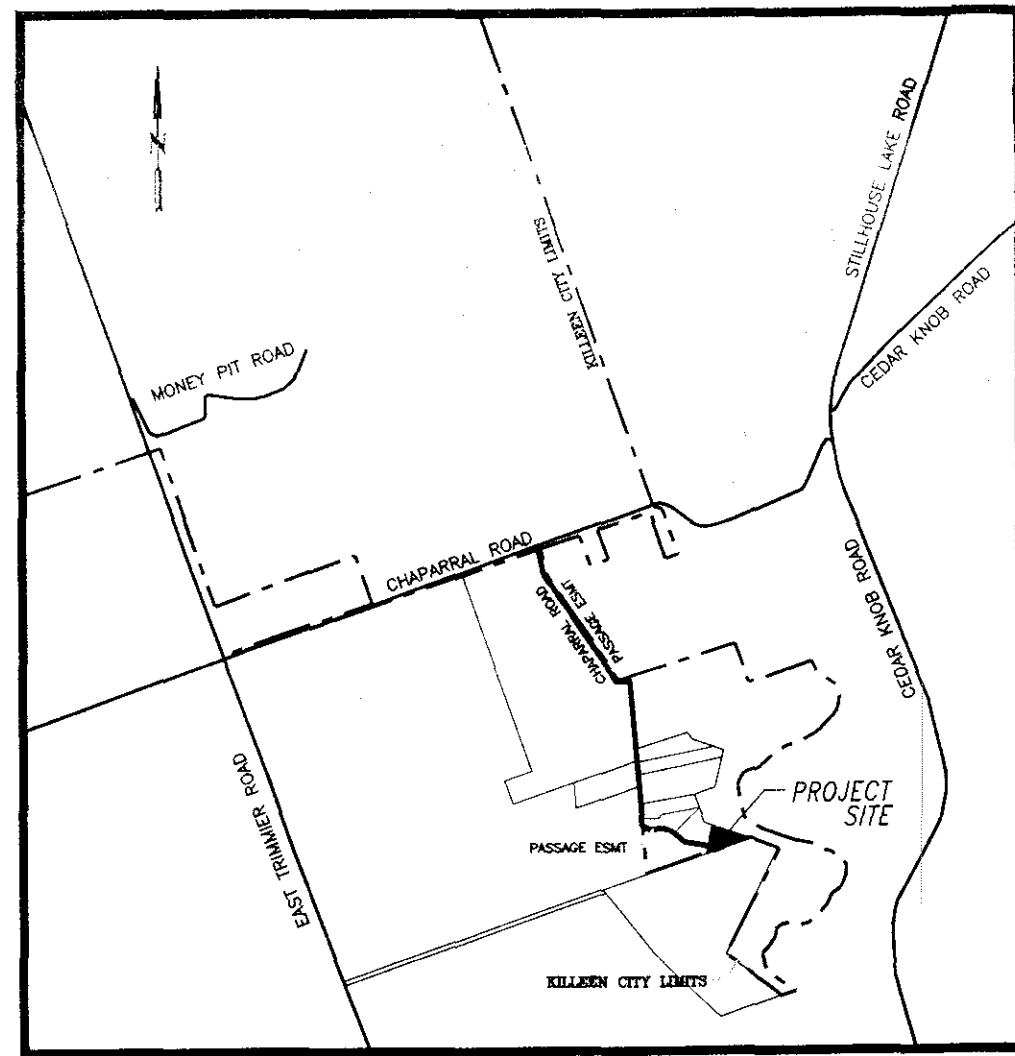 N
STILLHOUSE LAKE ROAD
KILLEEN CITY LIMITS
CEDAR KNOB ROAD
MONEY PIT ROAD
CHAPARRAL ROAD
PASSAGE ESMT
CHAPARRAL ROAD
CEDAR KNOB ROAD
EAST TRIMMIER ROAD
PROJECT
SITE
PASSAGE ESMT
KILLEEN CITY LIMITS